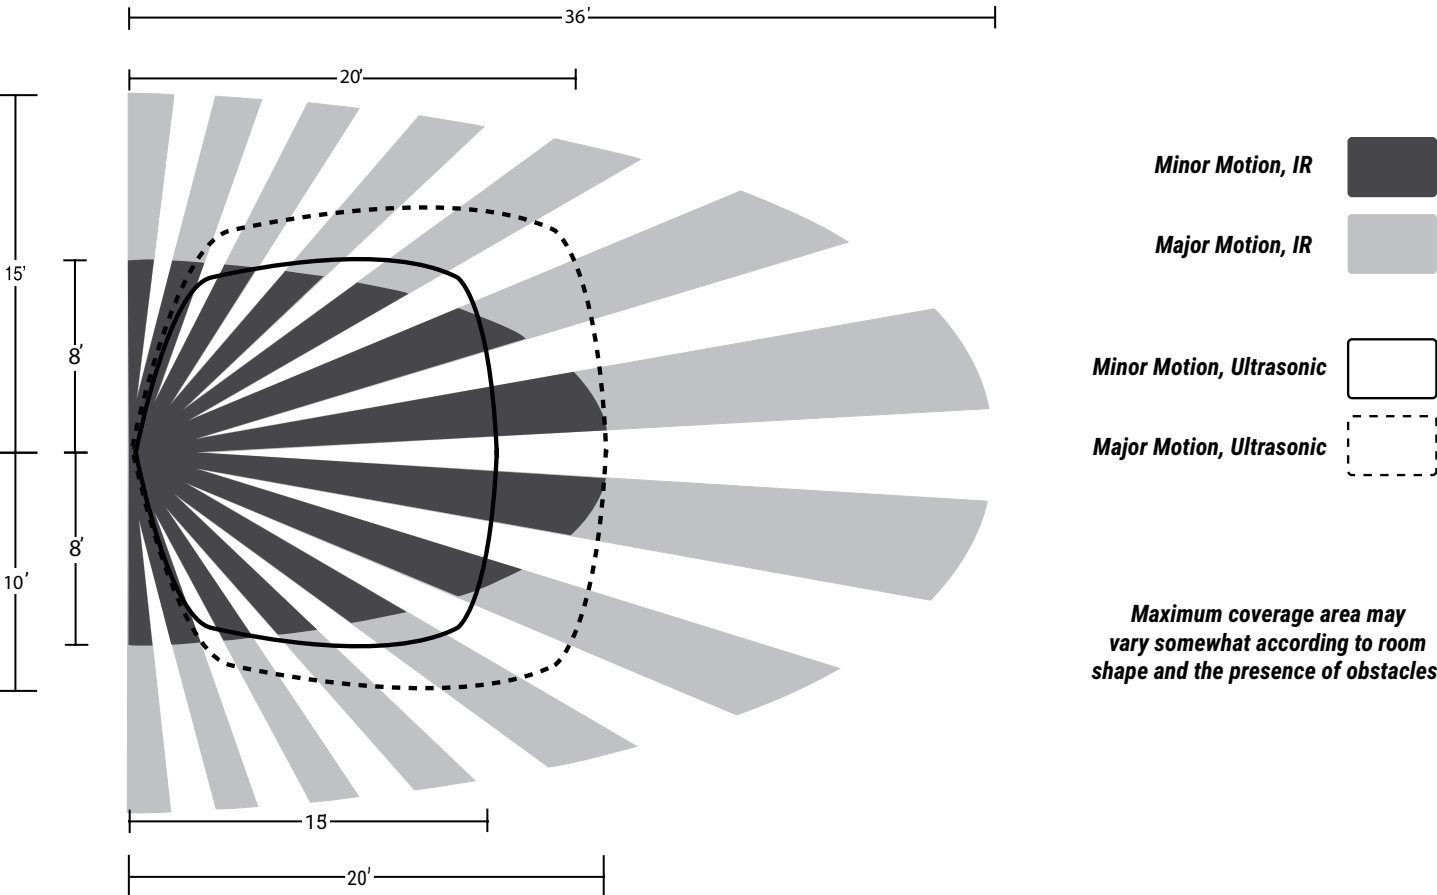 36'
20'
15'
8'
8'
10'
15'
20'
Minor Motion, IR
Major Motion, IR
Minor Motion, Ultrasonic
Major Motion, Ultrasonic
Maximum coverage area may
vary somewhat according to room
shape and the presence of obstacles